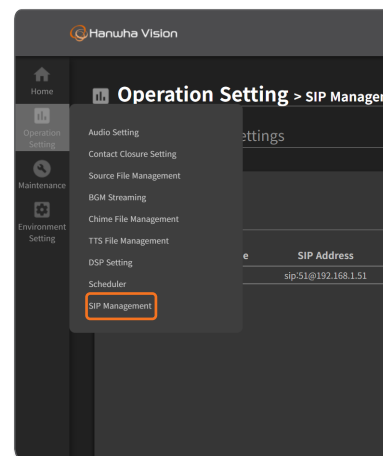 Hanwha Vision
Home
Operation Setting > SIP Manager
Operation
Setting
Audio Setting
ettings
Contact Closure Setting
Source File Management
Maintenance
BGM Streaming
Chime File Management
Environment
Setting
TTS File Management
DSP Setting
e
SIP Address
Scheduler
sip:51@192.168.1.51
SIP Management